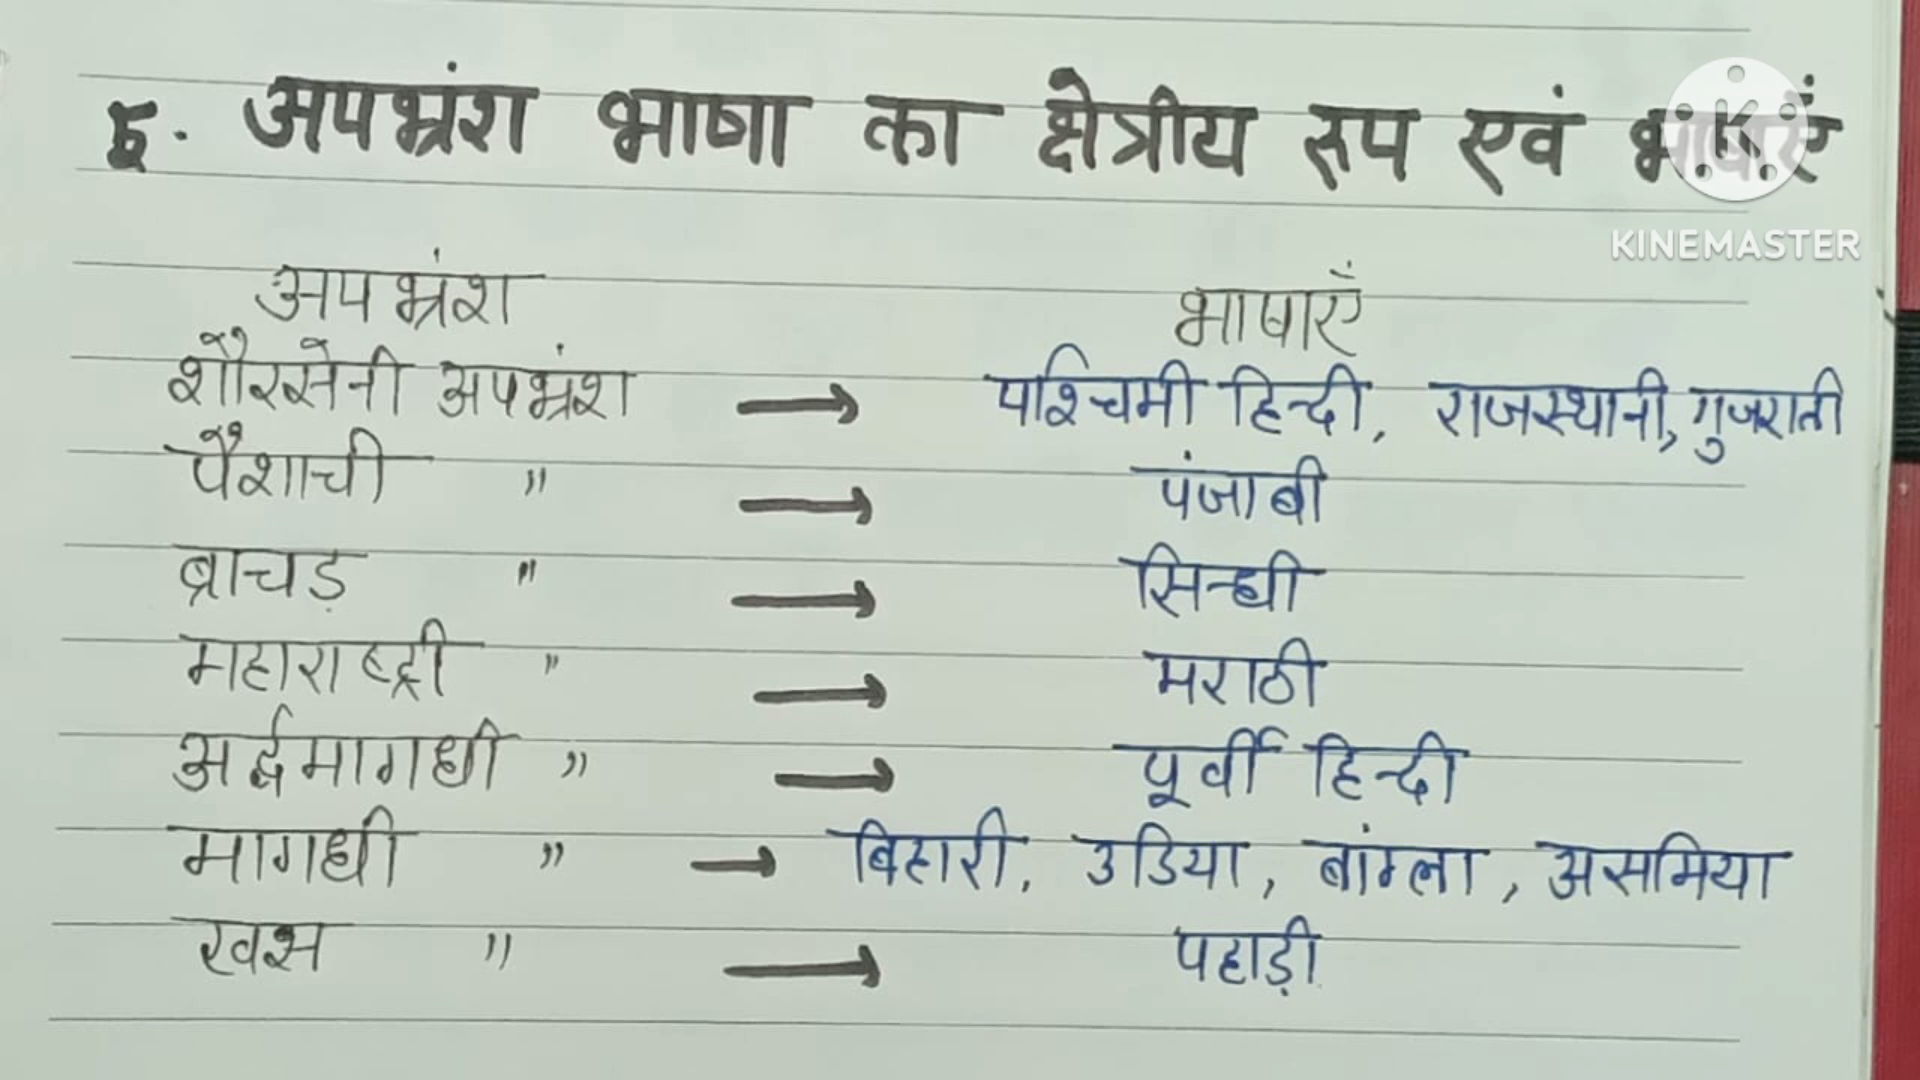 5. अपभ्रंश भाषा का क्षेत्रीय रूप एवं भाषाएँ
KINEMASTER
अपभ्रंश भाषाएँ
शौरसेनी अपभ्रंश → पश्चिमी हिन्दी, राजस्थानी, गुजराती
पैशाची " → पंजाबी
ब्राचड़ " → सिन्धी
महाराष्ट्री " → मराठी
अर्द्धमागधी " → पूर्वी हिन्दी
मागधी " → बिहारी, उडिया, बांग्ला, असमिया
खस " → पहाड़ी